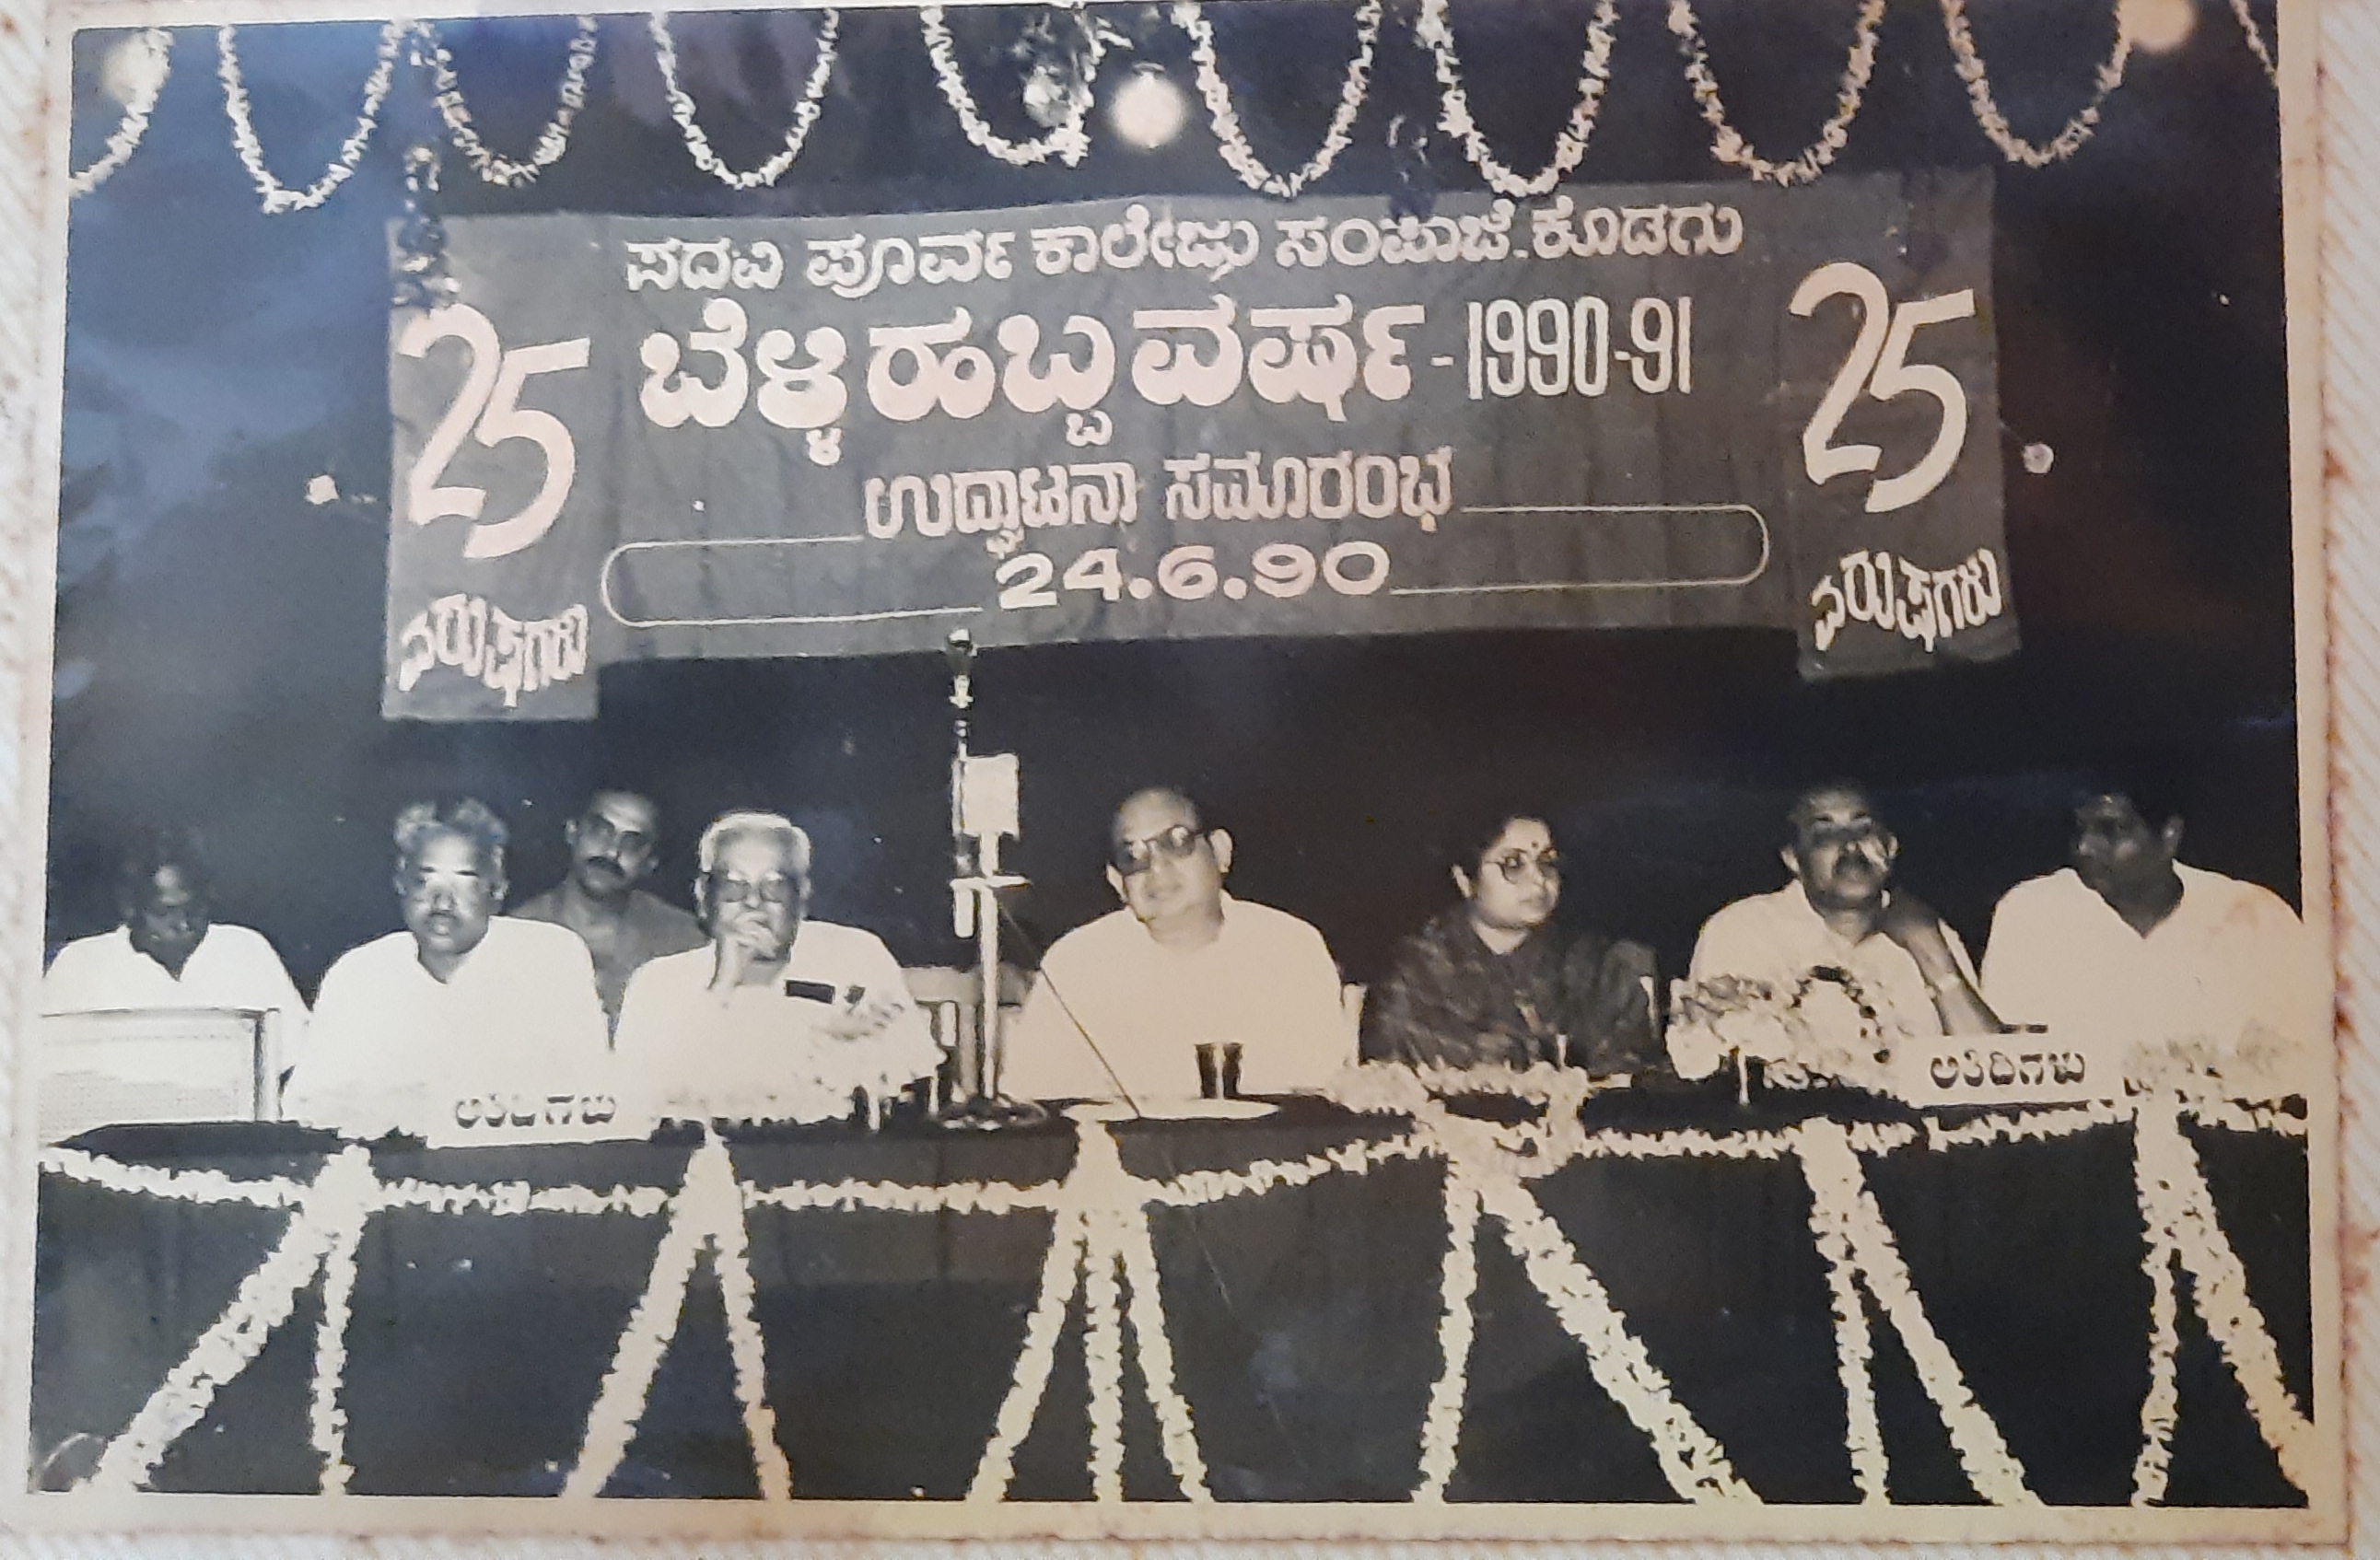 ಪದವಿ ಪೂರ್ವ ಕಾಲೇಜು ಸಂಪಾಜೆ. ಕೊಡಗು
25
ಬೆಳ್ಳಿ ಹಬ್ಬ ವರ್ಷ - 1990-91
25
ಉದ್ಘಾಟನಾ ಸಮಾರಂಭ
24.6.90
ವರುಷಗಳು
ವರುಷಗಳು
ಅತಿದಿಗಳು
ಅತಿದಿಗಳು